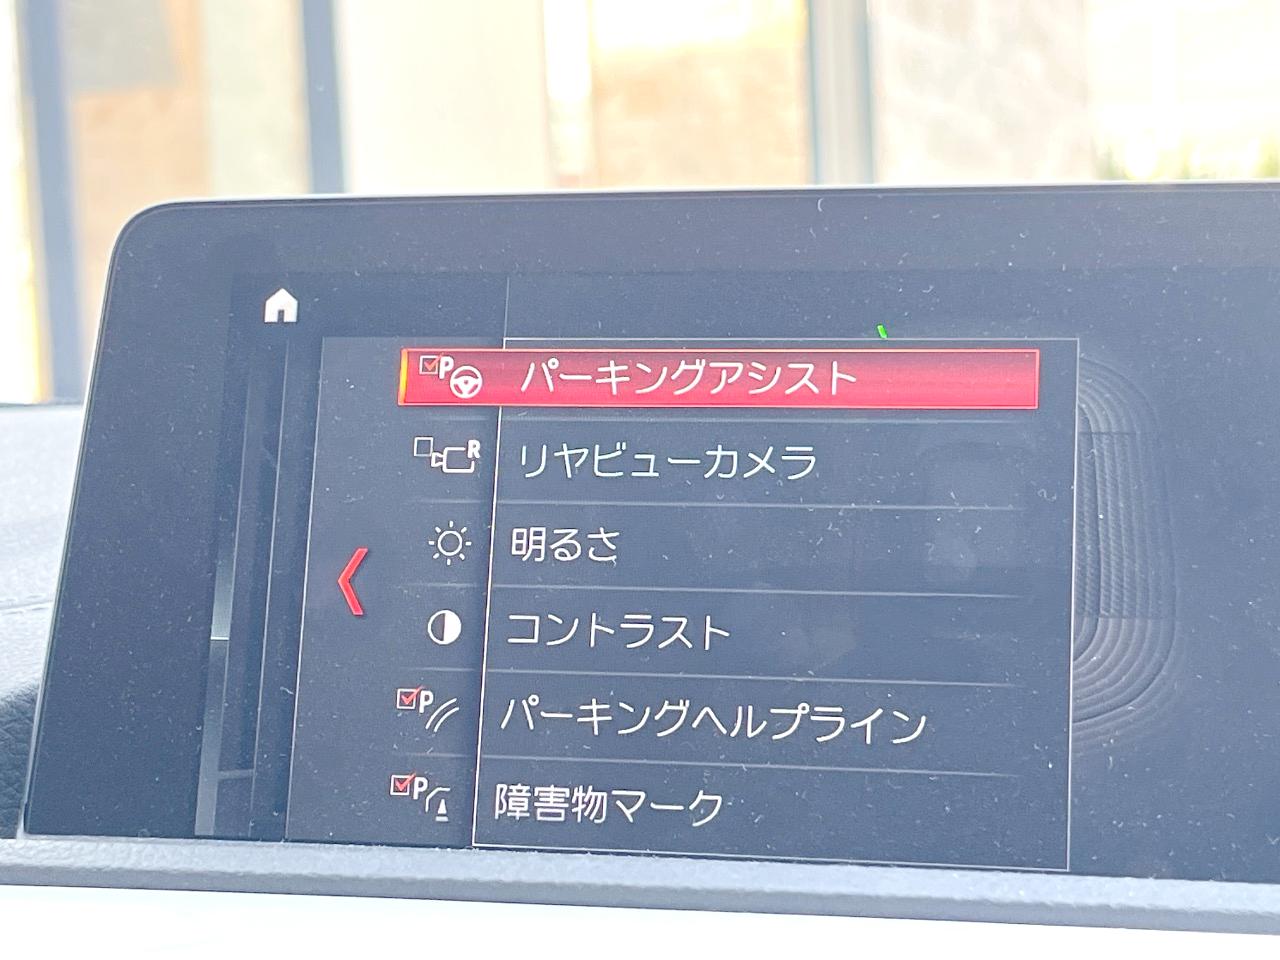 P パーキングアシスト
R リヤビューカメラ
明るさ
コントラスト
P パーキングヘルプライン
P 障害物マーク